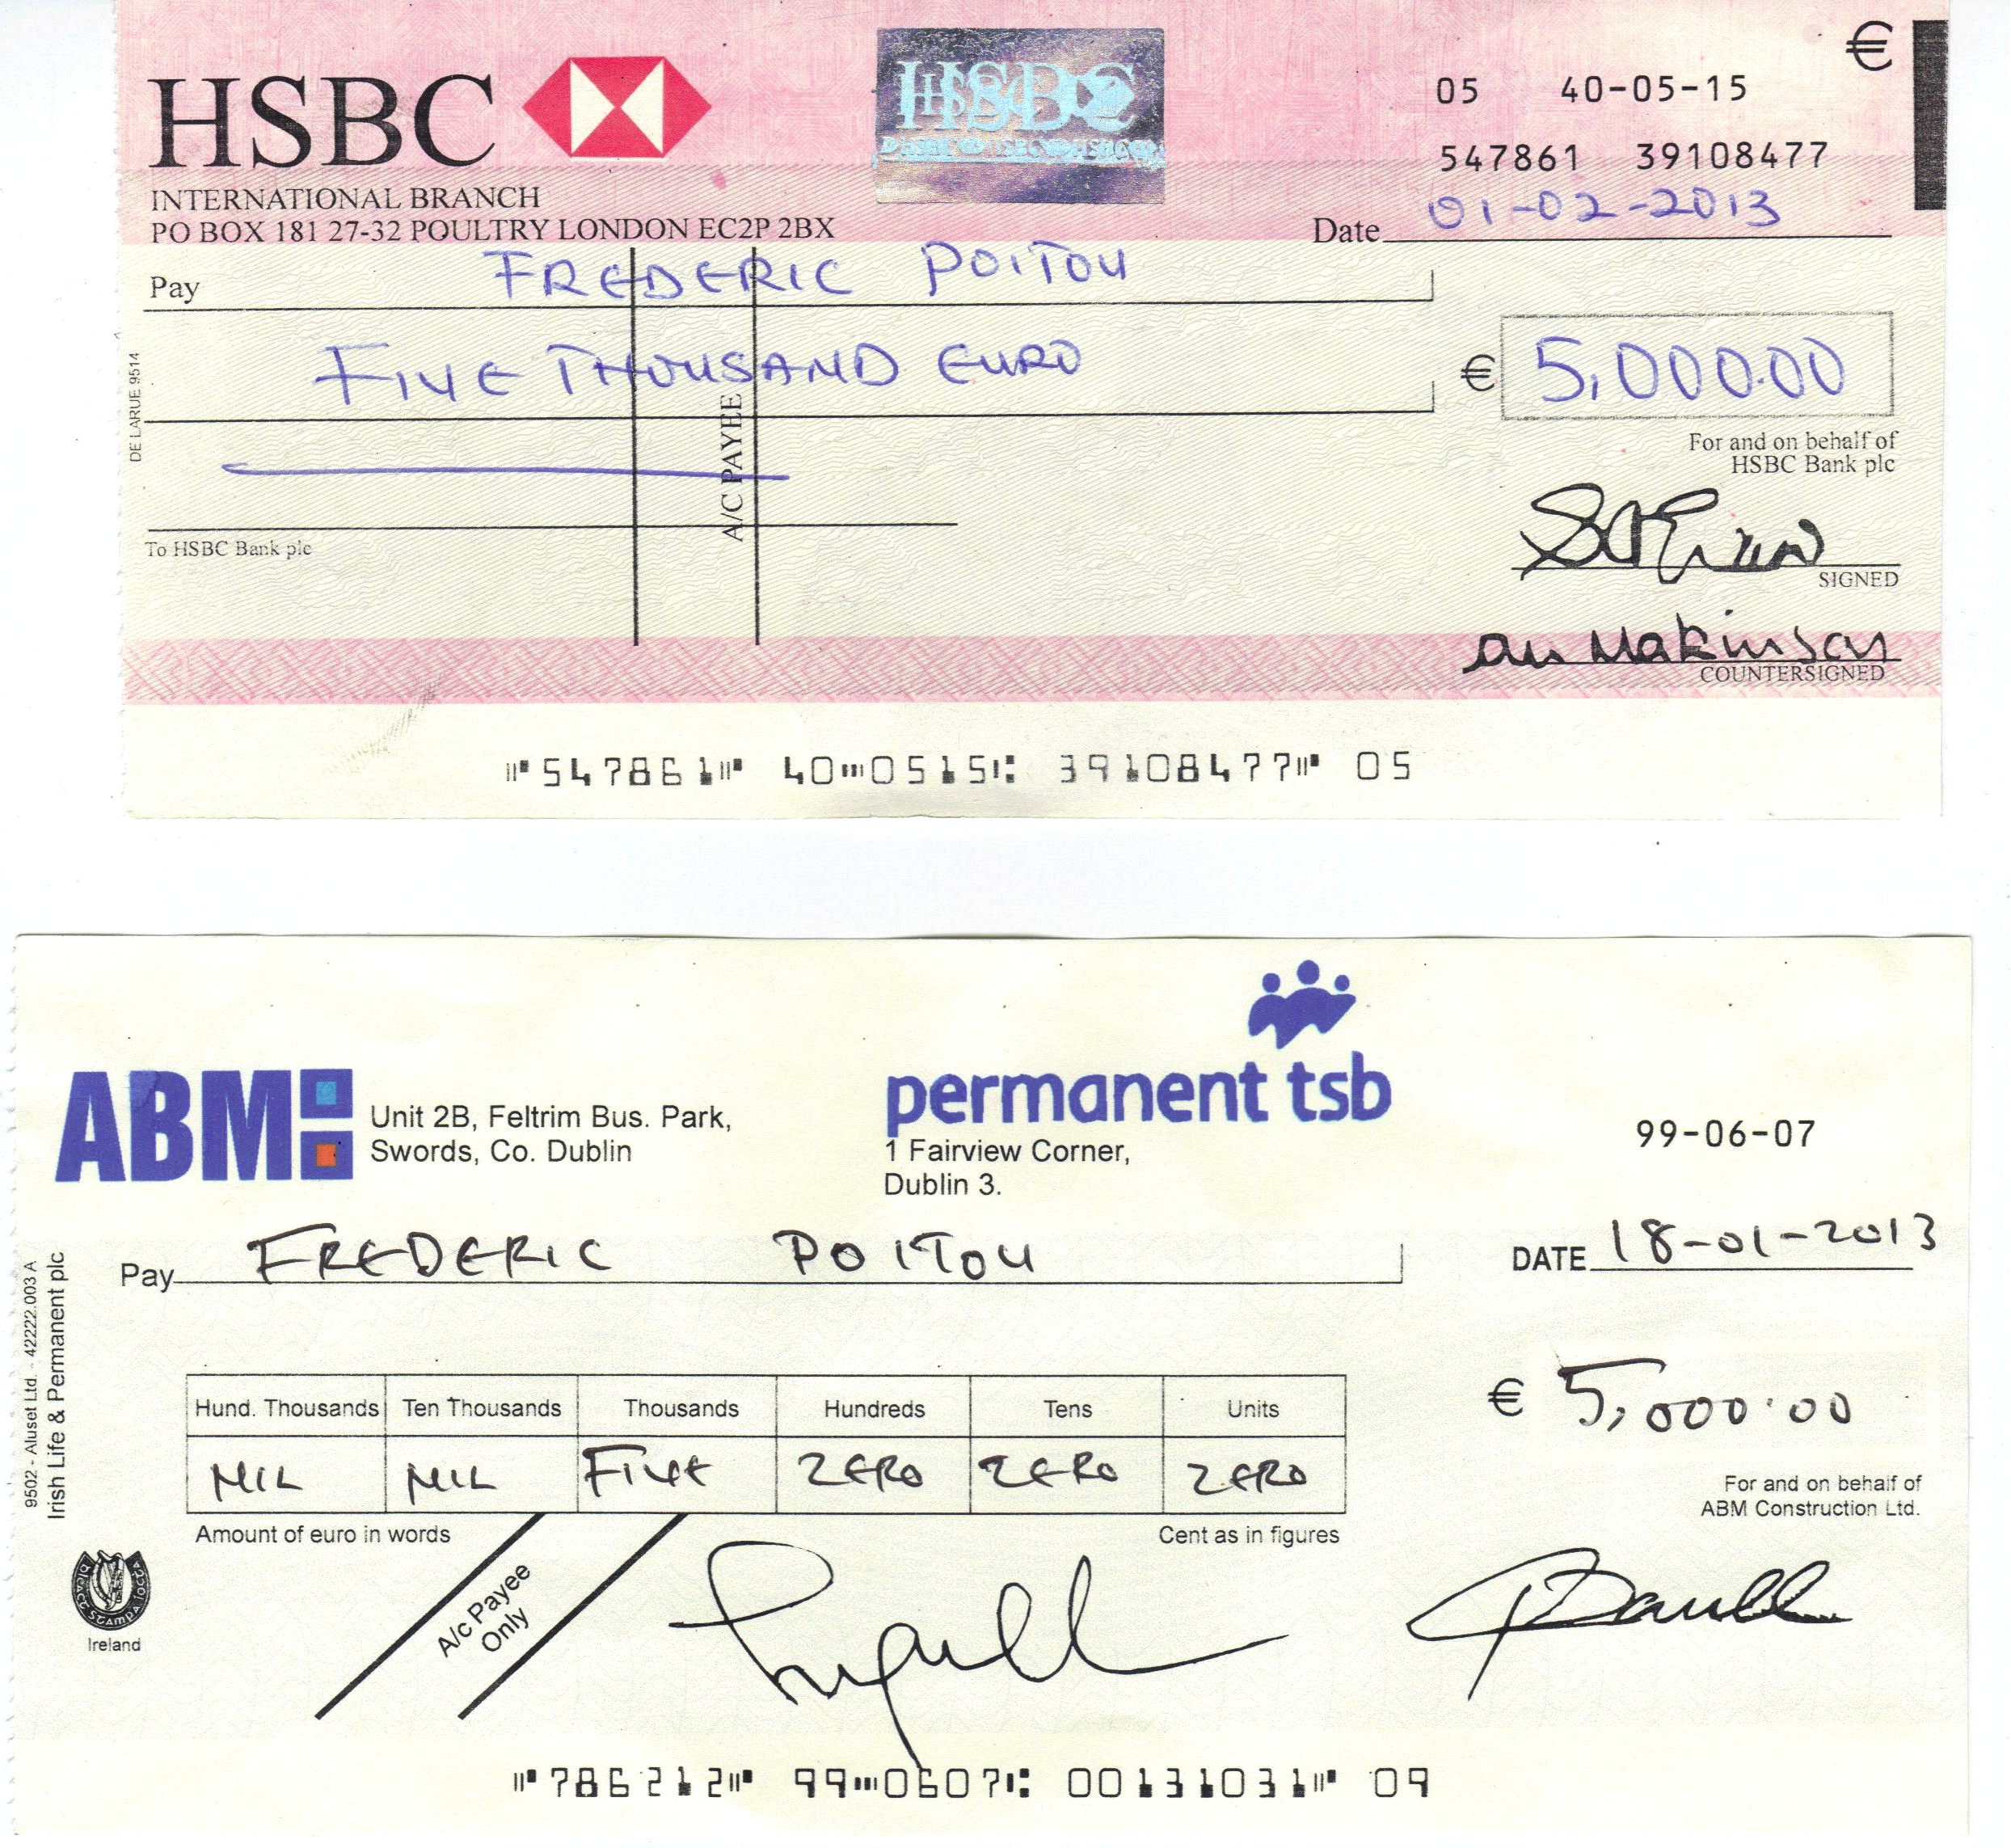 HSBC
HSBC
€
05 40-05-15
547861 39108477
INTERNATIONAL BRANCH
PO BOX 181 27-32 POULTRY LONDON EC2P 2BX
Date 01-02-2013
Pay FREDERIC POITOU
FIVE THOUSAND EURO
€ 5,000.00
DE LARUE 9514
A/C PAYEE
For and on behalf of
HSBC Bank plc
To HSBC Bank plc
SIGNED
COUNTERSIGNED
547861 40 0515 39108477 05
ABM
Unit 2B, Feltrim Bus. Park,
Swords, Co. Dublin
permanent tsb
1 Fairview Corner,
Dublin 3.
99-06-07
Pay FREDERIC POITOU
DATE 18-01-2013
9502 - Aluset Ltd. - 42222.003 A
Irish Life & Permanent plc
Hund. Thousands Ten Thousands Thousands Hundreds Tens Units
NIL NIL FIVE ZERO ZERO ZERO
€ 5,000.00
Amount of euro in words Cent as in figures
For and on behalf of
ABM Construction Ltd.
A/c Payee
Only
Ireland
786212 99 0607 00131031 09